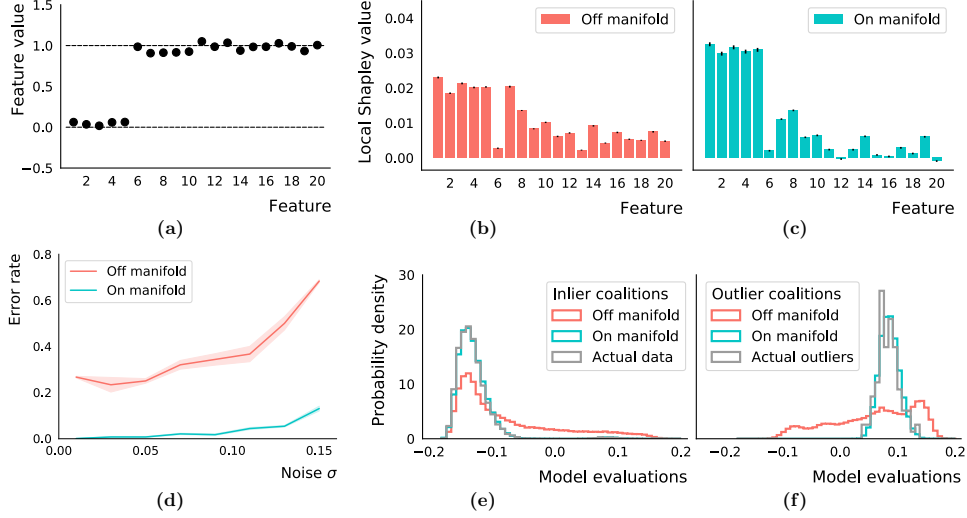 Feature value
1.5
1.0
0.5
0.0
−0.5
2 4 6 8 10 12 14 16 18 20
Feature
(a)
Local Shapley value
0.04
0.03
0.02
0.01
0.00
Off manifold
2 4 6 8 10 12 14 16 18 20
Feature
(b)
On manifold
2 4 6 8 10 12 14 16 18 20
Feature
(c)
Error rate
0.8
0.6
0.4
0.2
0.0
Off manifold
On manifold
0.00 0.05 0.10 0.15
Noise σ
(d)
Probability density
30
20
10
0
Inlier coalitions
Off manifold
On manifold
Actual data
−0.2 −0.1 0.0 0.1 0.2
Model evaluations
(e)
Outlier coalitions
Off manifold
On manifold
Actual outliers
−0.2 −0.1 0.0 0.1 0.2
Model evaluations
(f)